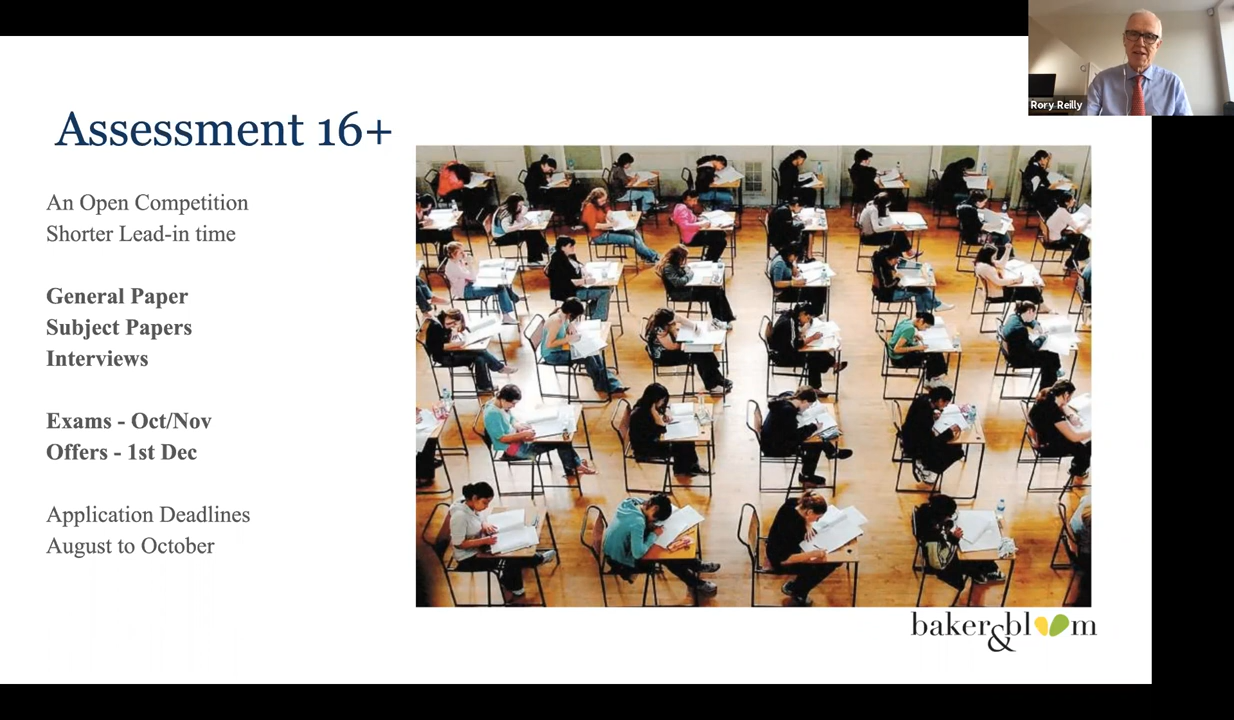 Rory Reilly
Assessment 16+
An Open Competition
Shorter Lead-in time
General Paper
Subject Papers
Interviews
Exams - Oct/Nov
Offers - 1st Dec
Application Deadlines
August to October
baker&bloom